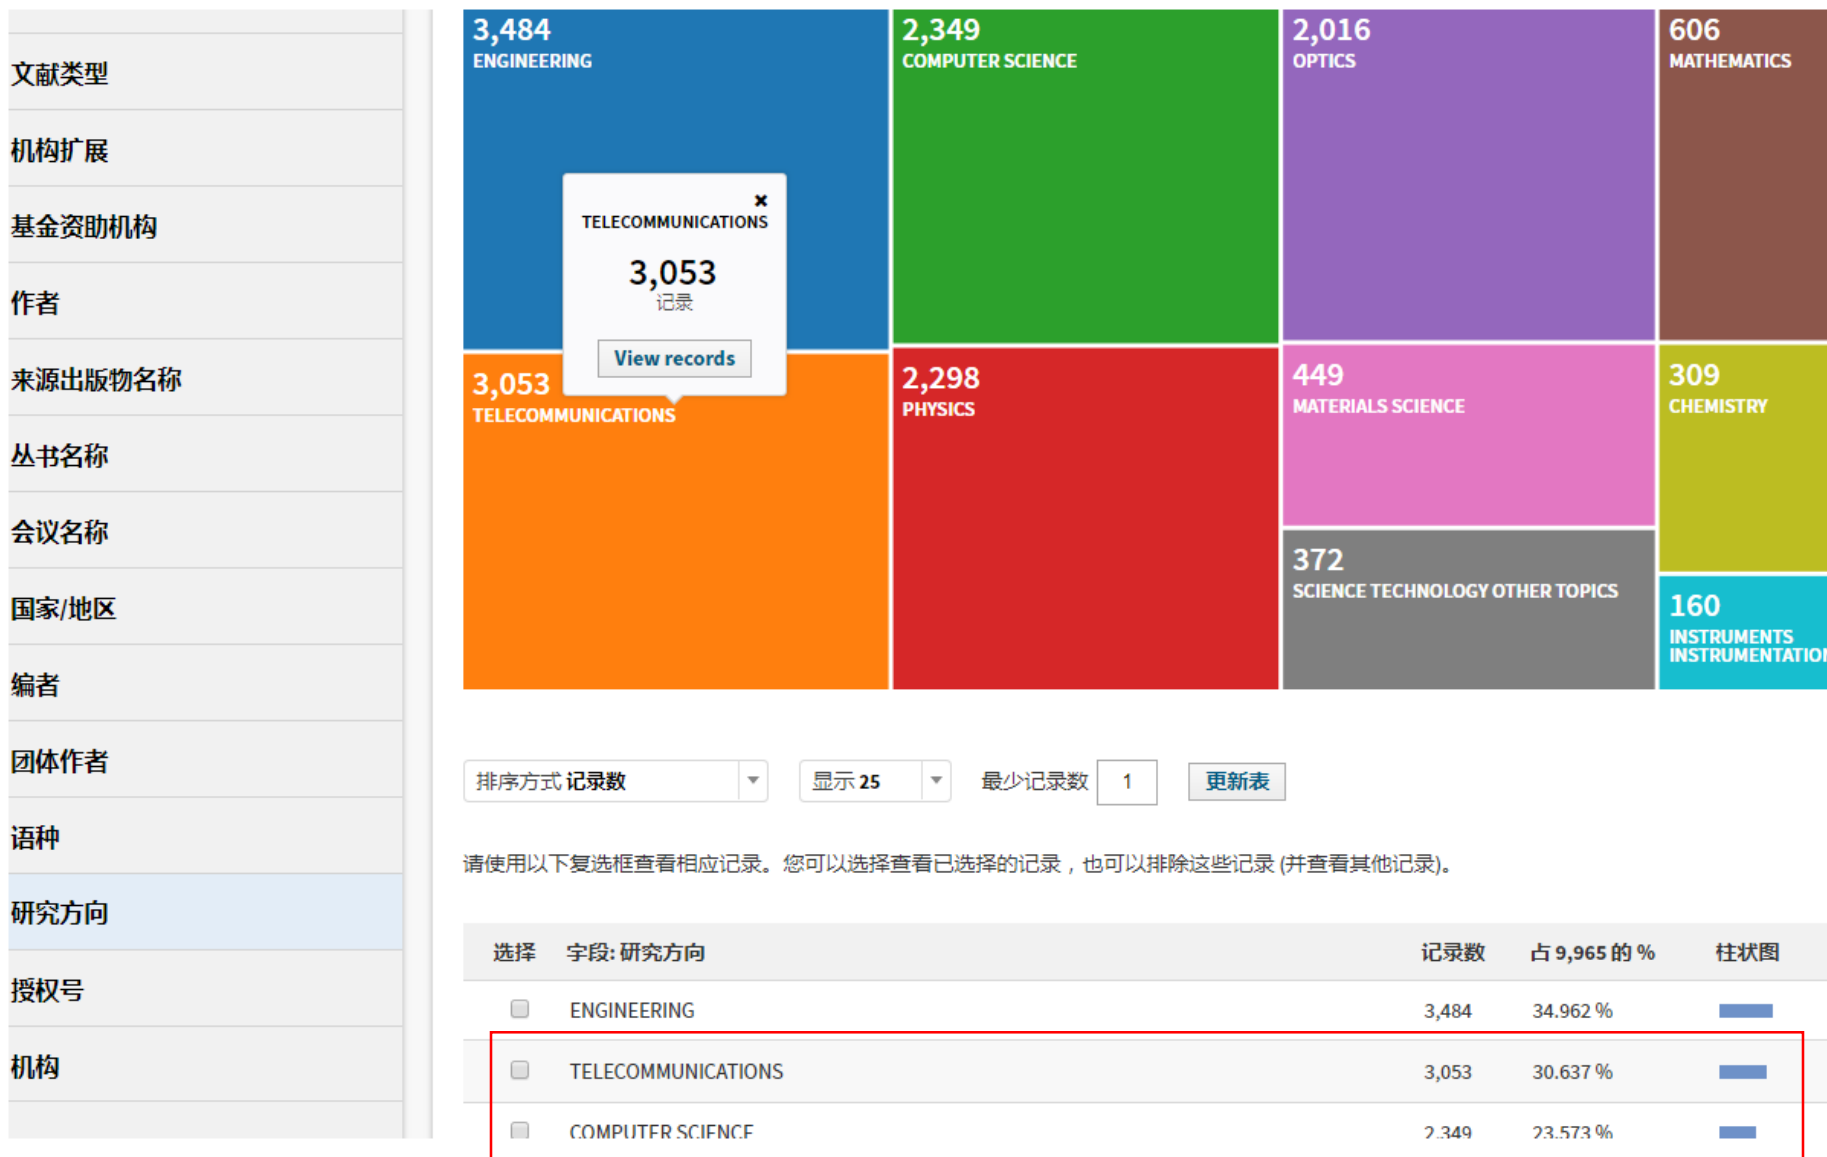 文献类型
机构扩展
基金资助机构
作者
来源出版物名称
丛书名称
会议名称
国家/地区
编者
团体作者
语种
研究方向
授权号
机构
3,484
ENGINEERING
2,349
COMPUTER SCIENCE
2,016
OPTICS
606
MATHEMATICS
TELECOMMUNICATIONS
3,053
记录
View records
3,053
TELECOMMUNICATIONS
2,298
PHYSICS
449
MATERIALS SCIENCE
309
CHEMISTRY
372
SCIENCE TECHNOLOGY OTHER TOPICS
160
INSTRUMENTS
INSTRUMENTATION
排序方式 记录数 显示 25 最少记录数 1 更新表
请使用以下复选框查看相应记录。您可以选择查看已选择的记录，也可以排除这些记录 (并查看其他记录)。
选择 字段: 研究方向 记录数 占 9,965 的 % 柱状图
ENGINEERING 3,484 34.962 %
TELECOMMUNICATIONS 3,053 30.637 %
COMPUTER SCIENCE 2,349 23.573 %